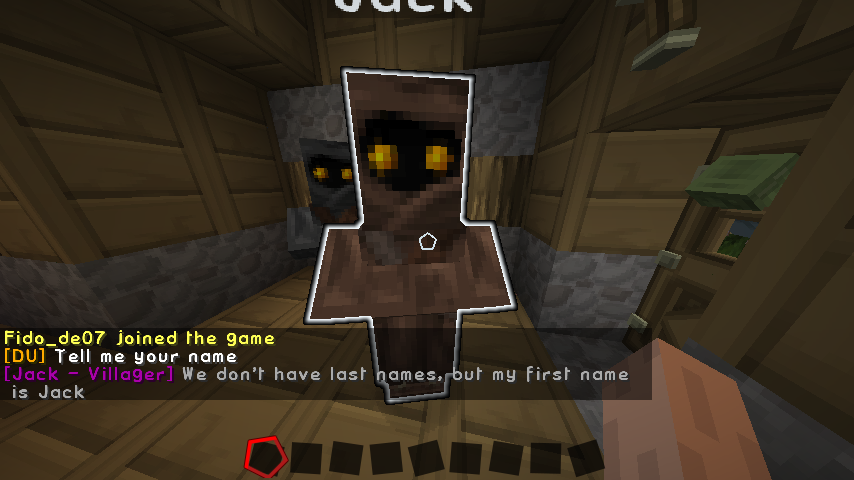 Jack
Fido_de07 joined the game
[DU] Tell me your name
[Jack - Villager] We don't have last names, but my first name
is Jack